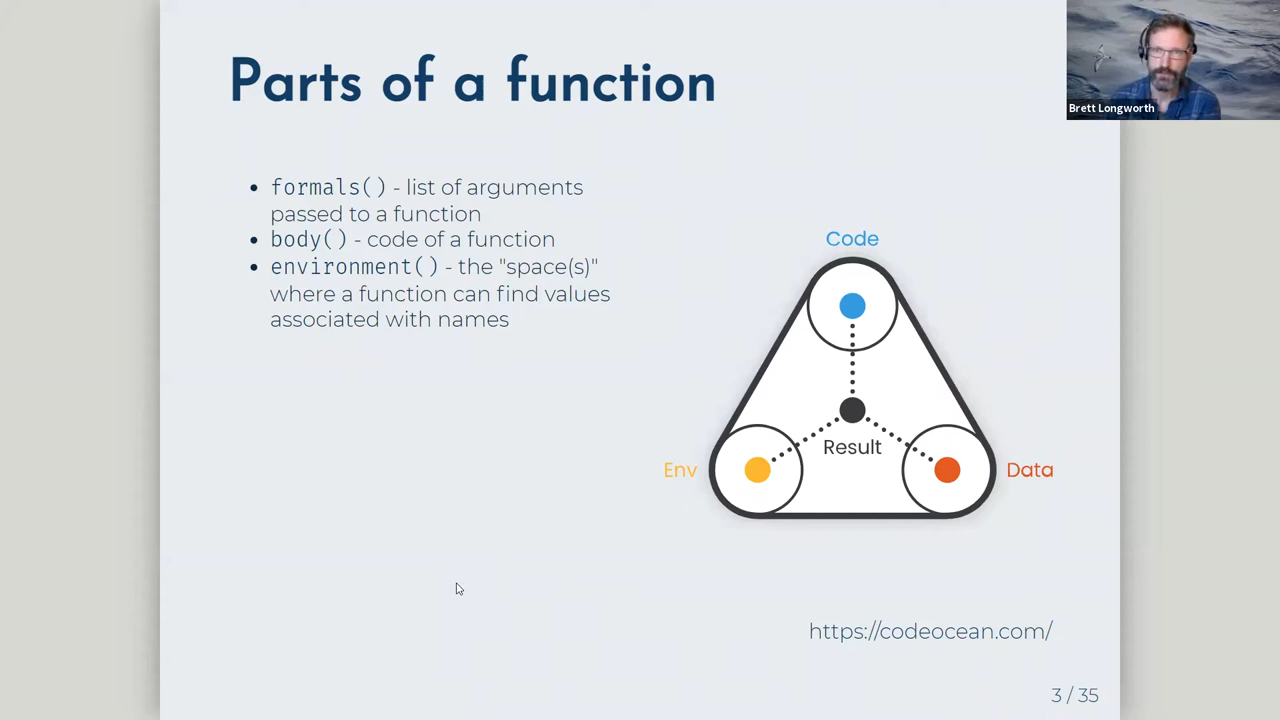 Parts of a function
Brett Longworth
• formals() - list of arguments
passed to a function
• body() - code of a function
• environment() - the "space(s)"
where a function can find values
associated with names
Code
Result
Env
Data
https://codeocean.com/
3 / 35